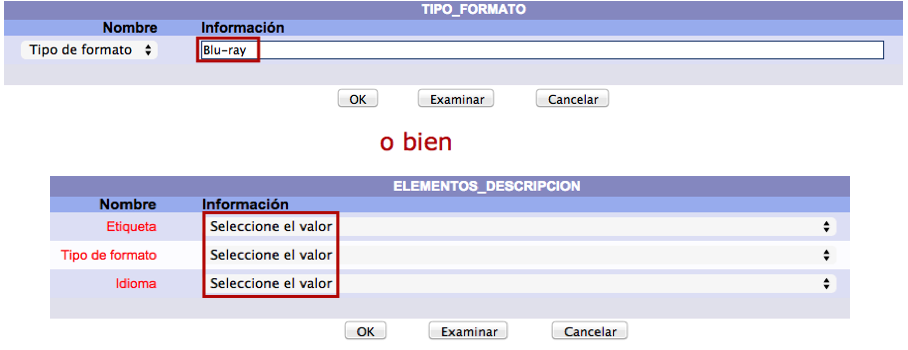 TIPO_FORMATO
Nombre Información
Tipo de formato Blu-ray
OK Examinar Cancelar
o bien
ELEMENTOS_DESCRIPCION
Nombre Información
Etiqueta Seleccione el valor
Tipo de formato Seleccione el valor
Idioma Seleccione el valor
OK Examinar Cancelar